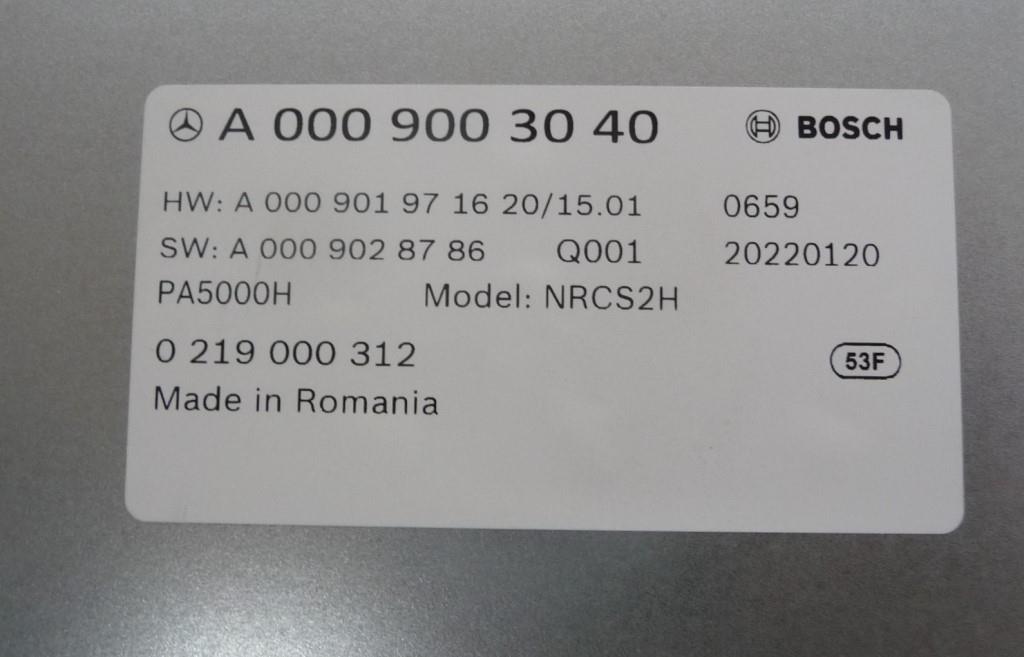 A 000 900 30 40 BOSCH
HW: A 000 901 97 16 20/15.01 0659
SW: A 000 902 87 86 Q001 20220120
PA5000H Model: NRCS2H
0 219 000 312 53F
Made in Romania